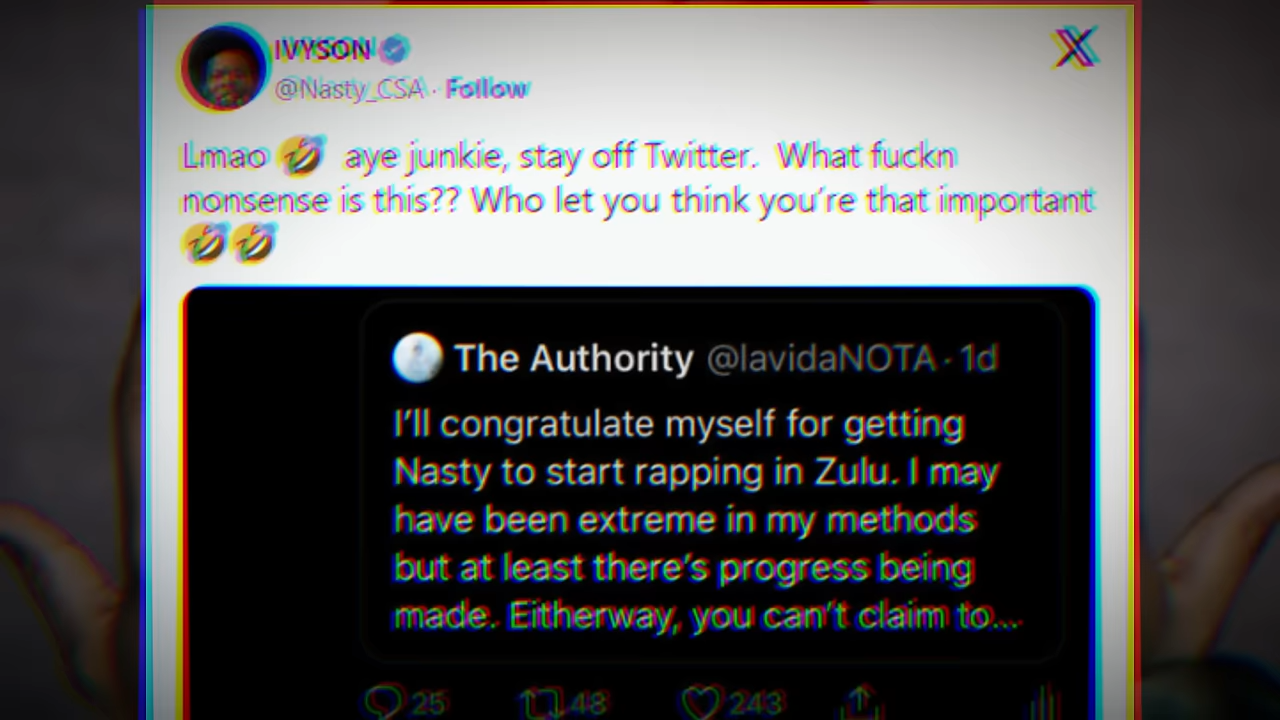 IVYSON
@Nasty_CSA · Follow
Lmao 🤣 aye junkie, stay off Twitter. What fuckn
nonsense is this?? Who let you think you're that important
🤣🤣
The Authority @lavidaNOTA · 1d
I'll congratulate myself for getting
Nasty to start rapping in Zulu. I may
have been extreme in my methods
but at least there's progress being
made. Eitherway, you can't claim to...
25 48 243